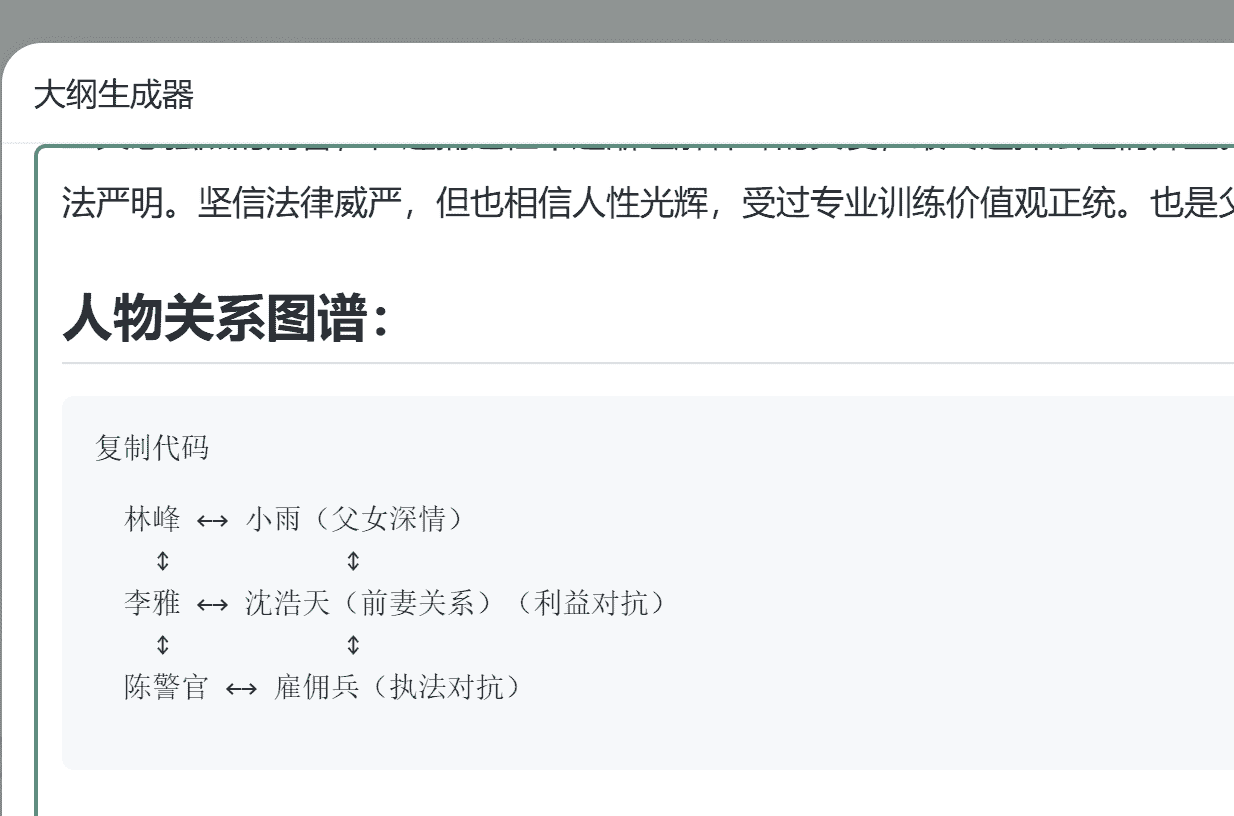 大纲生成器
法严明。坚信法律威严，但也相信人性光辉，受过专业训练价值观正统。也是
人物关系图谱：
复制代码
林峰 ↔ 小雨（父女深情）
↕ ↕
李雅 ↔ 沈浩天（前妻关系）（利益对抗）
↕ ↕
陈警官 ↔ 雇佣兵（执法对抗）